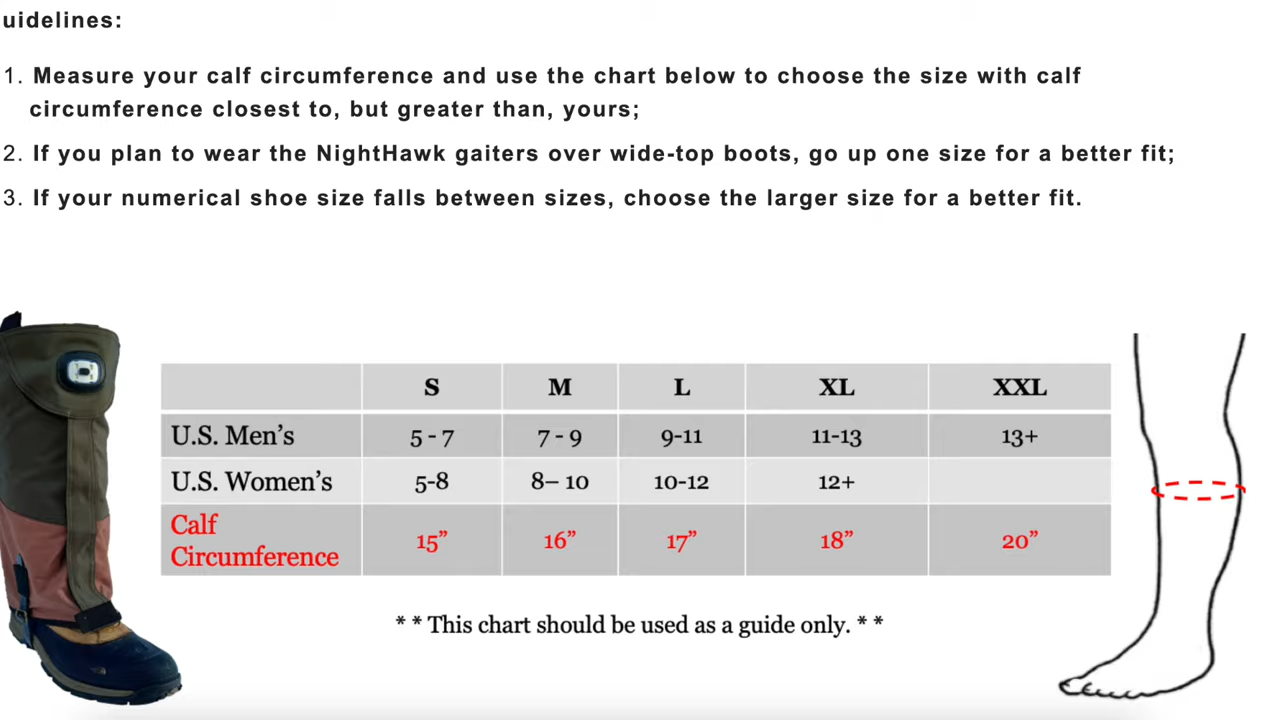 uidelines:
1. Measure your calf circumference and use the chart below to choose the size with calf
circumference closest to, but greater than, yours;
2. If you plan to wear the NightHawk gaiters over wide-top boots, go up one size for a better fit;
3. If your numerical shoe size falls between sizes, choose the larger size for a better fit.
S M L XL XXL
U.S. Men’s 5 - 7 7 - 9 9-11 11-13 13+
U.S. Women’s 5-8 8– 10 10-12 12+
Calf
Circumference 15” 16” 17” 18” 20”
* * This chart should be used as a guide only. * *